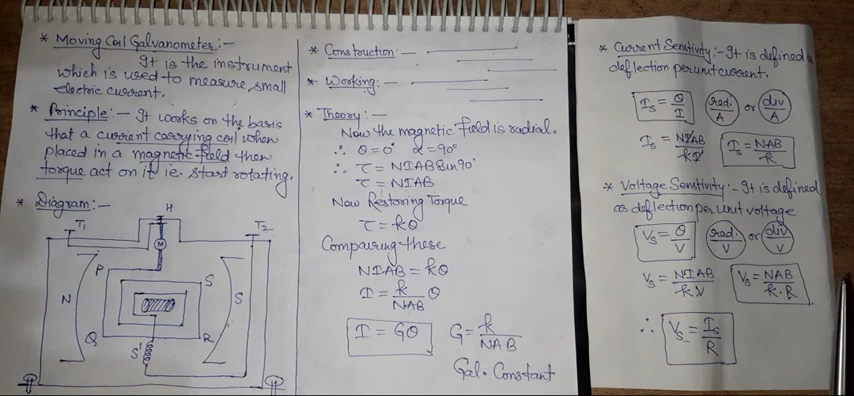 * Moving Coil Galvanometer:-
It is the instrument
which is used to measure small
electric current.
* Principle:- It works on the basis
that a current carrying coil when
placed in a magnetic field then
torque act on it ie. start rotating.
* Diagram:-
H
T1
T2
M
P
S
N
S
Q
R
S'
* Construction:-
* Working:-
* Theory:-
Now the magnetic field is radial.
∴ θ=0° α=90°
∴ τ = NIAB Sin90°
τ = NIAB
Now Restoring Torque
τ = kθ
Comparing these
NIAB = kθ
I = k/NAB θ
I = Gθ G = k/NAB
Gal. Constant
* Current Sensitivity:- It is defined a
deflection per unit current.
Is = θ/I rad./A or div/A
Is = NIAB/kI Is = NAB/k
* Voltage Sensitivity:- It is defined
as deflection per unit voltage
Vs = θ/V rad./V or div/V
Vs = NIAB/kV Vs = NAB/k.R
∴ Vs = Is/R